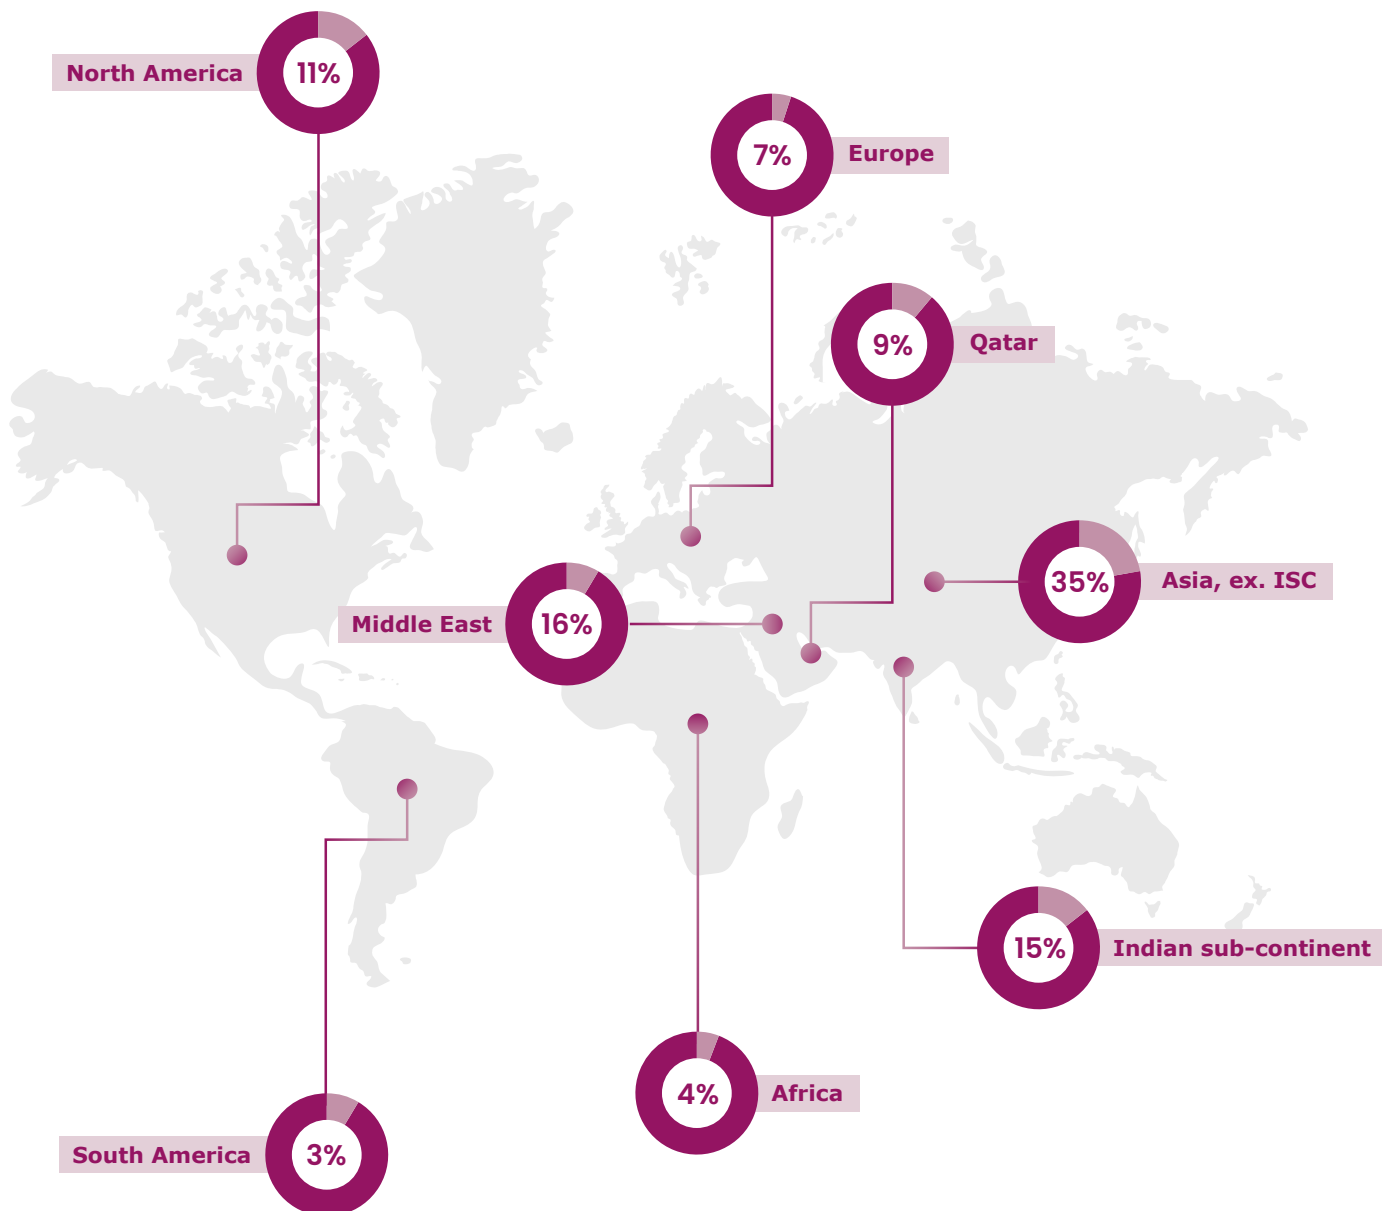 North America
11%
7%
Europe
9%
Qatar
35%
Asia, ex. ISC
Middle East
16%
15%
Indian sub-continent
4%
Africa
South America
3%